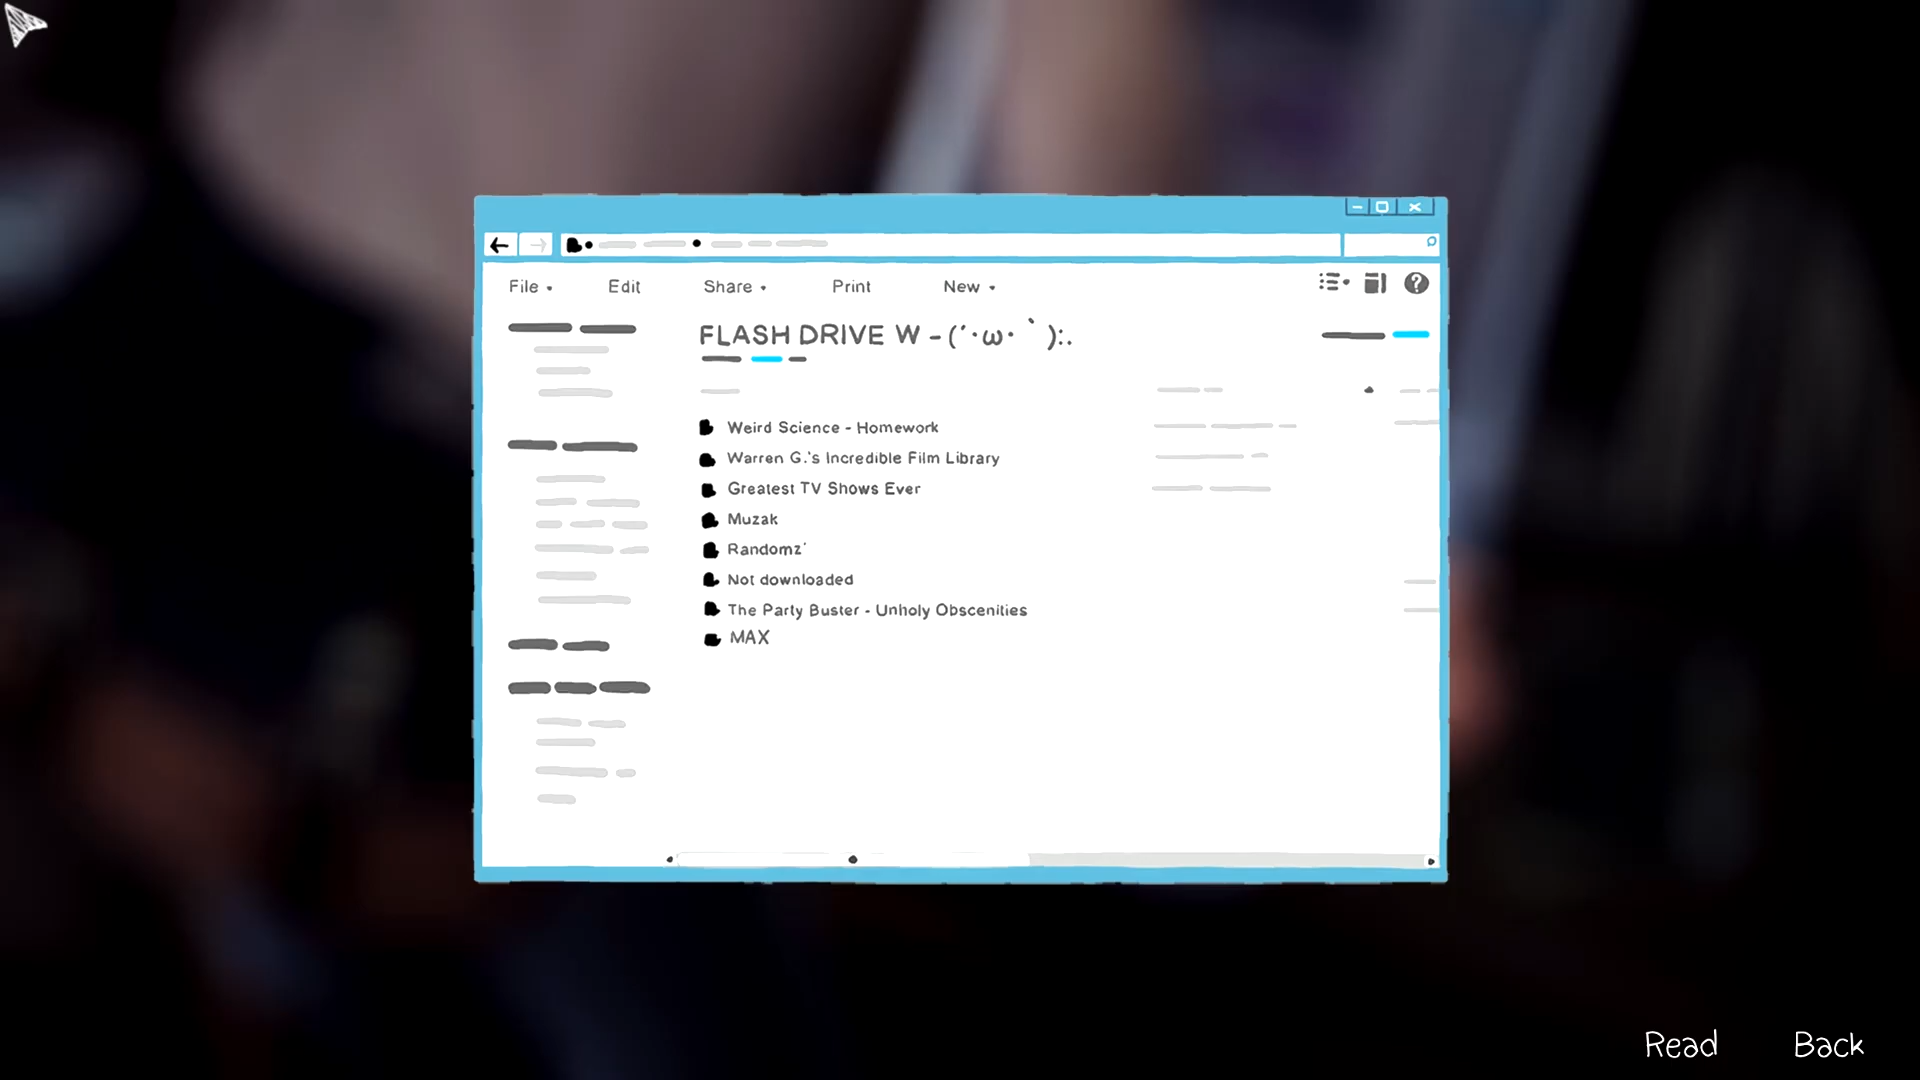 File Edit Share Print New
FLASH DRIVE W - (´･ω･ ` ):.
Weird Science - Homework
Warren G.'s Incredible Film Library
Greatest TV Shows Ever
Muzak
Randomz'
Not downloaded
The Party Buster - Unholy Obscenities
MAX
Read Back